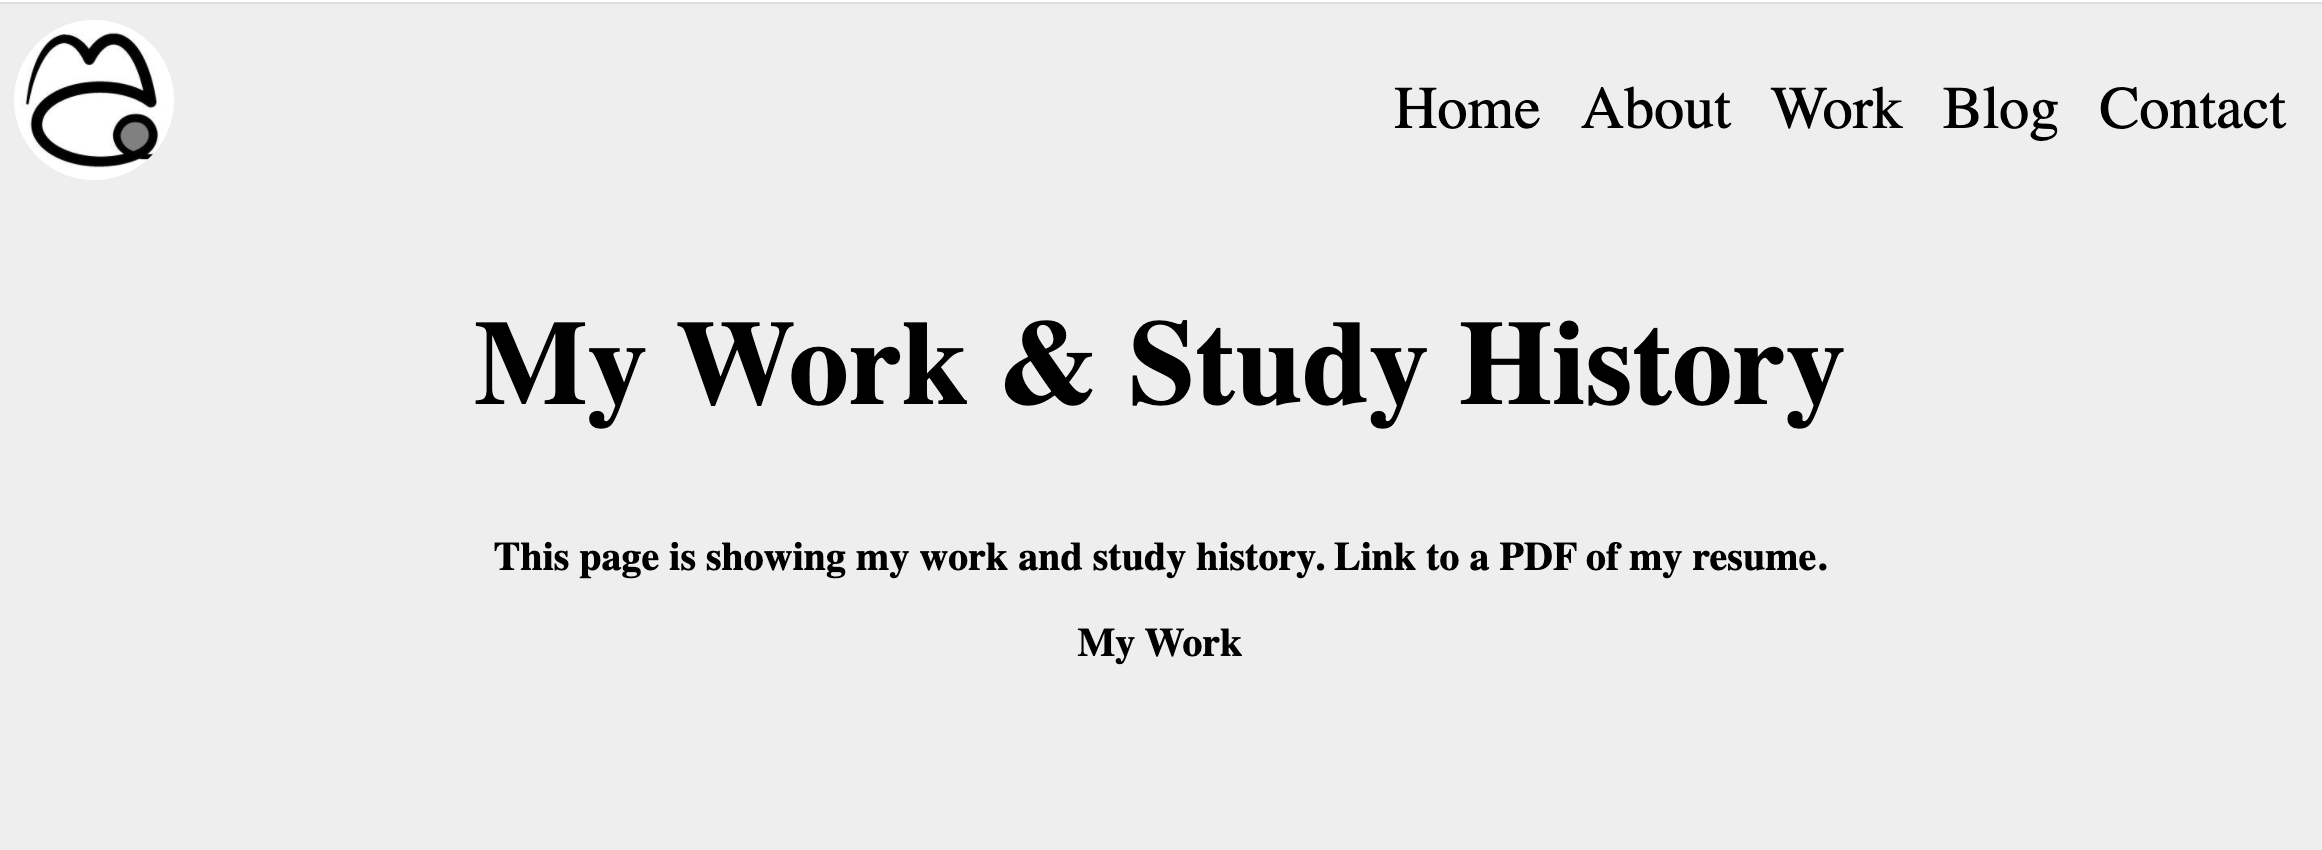 Home About Work Blog Contact
My Work & Study History
This page is showing my work and study history. Link to a PDF of my resume.
My Work